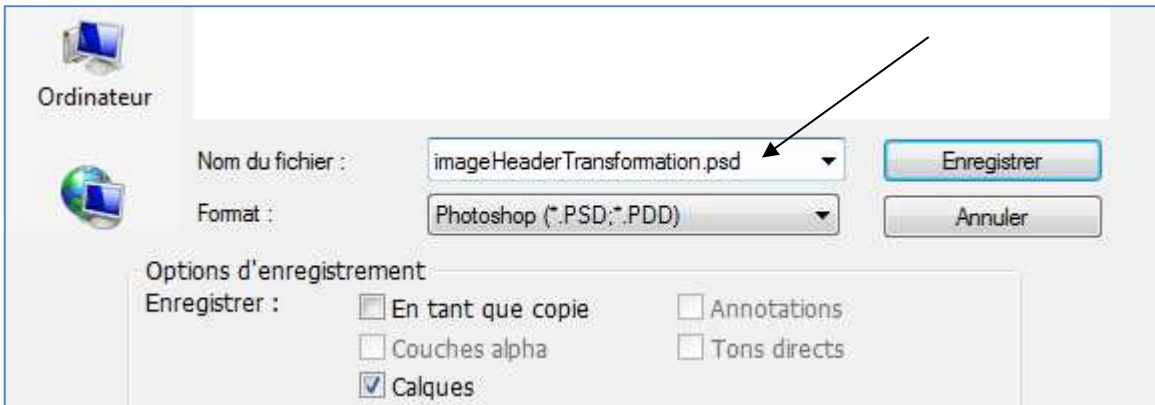 Ordinateur
Nom du fichier : imageHeaderTransformation.psd Enregistrer
Format : Photoshop (*.PSD;*.PDD) Annuler
Options d'enregistrement
Enregistrer : En tant que copie Annotations
Couches alpha Tons directs
Calques